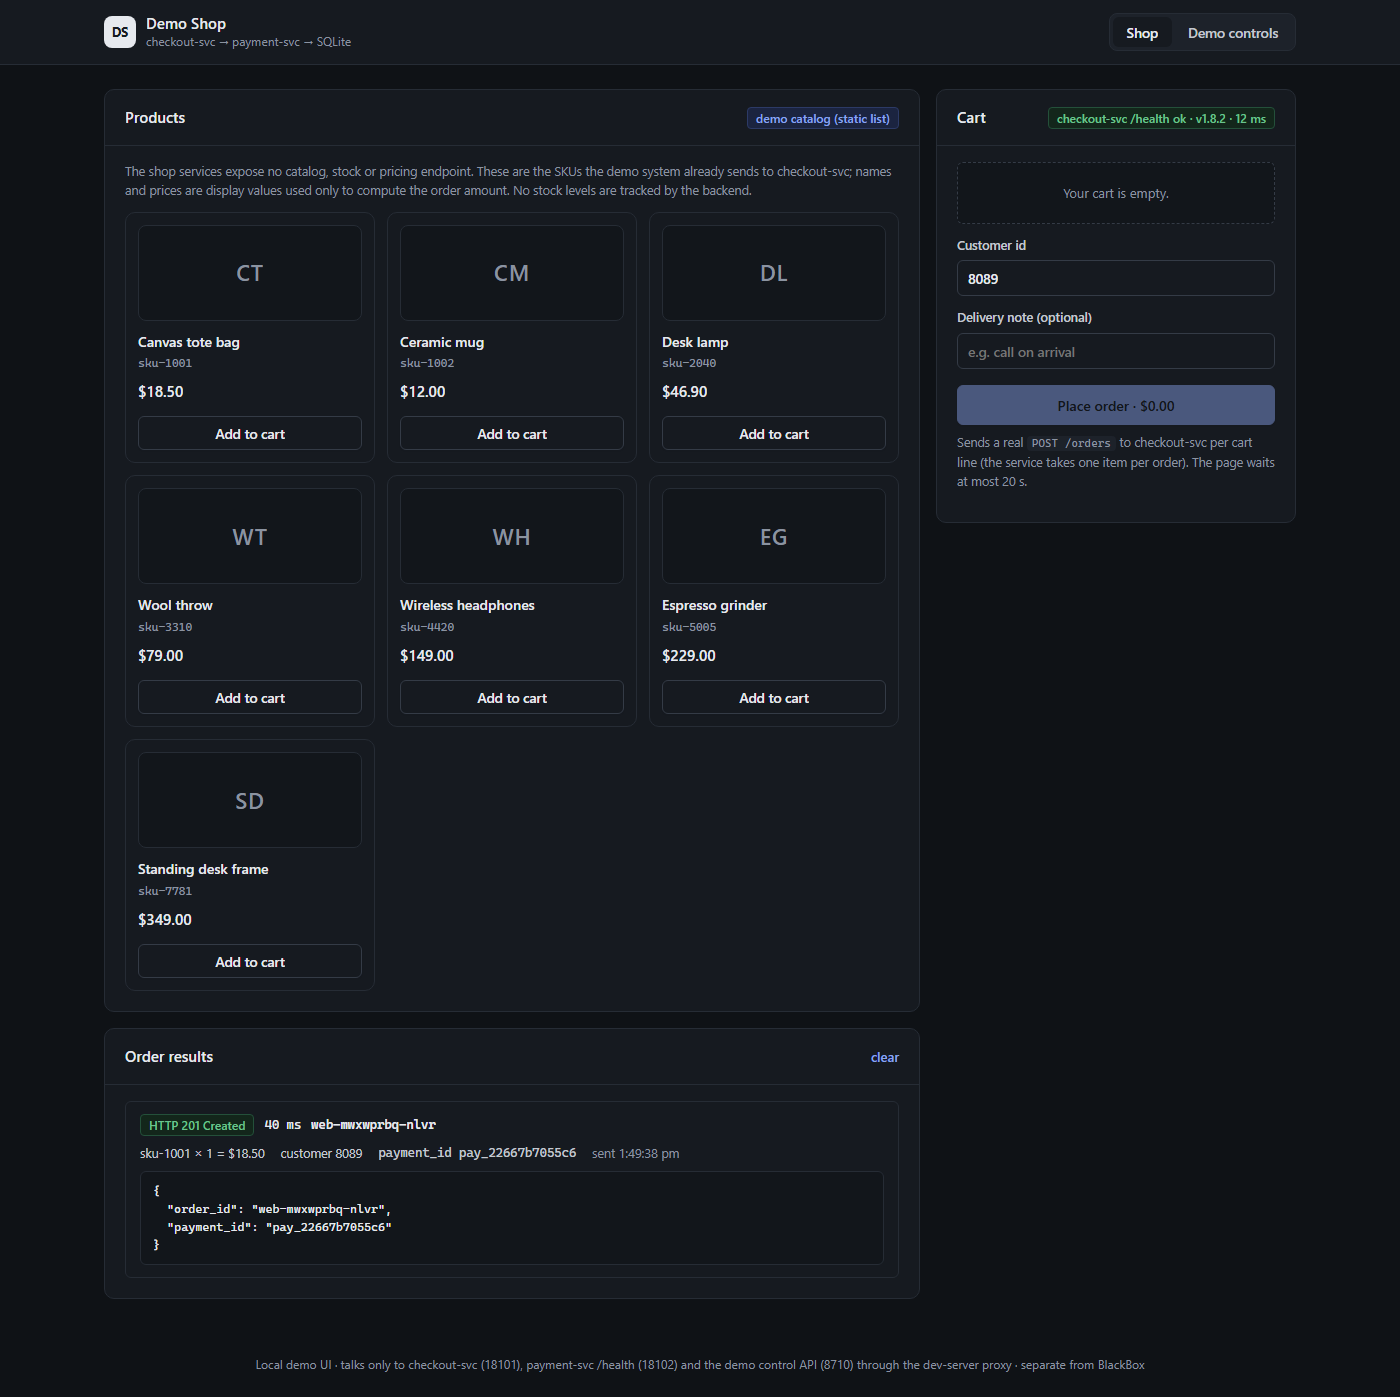 DS
Demo Shop
checkout-svc → payment-svc → SQLite
Shop
Demo controls
Products
demo catalog (static list)
The shop services expose no catalog, stock or pricing endpoint. These are the SKUs the demo system already sends to checkout-svc; names
and prices are display values used only to compute the order amount. No stock levels are tracked by the backend.
CT
Canvas tote bag
sku-1001
$18.50
Add to cart
CM
Ceramic mug
sku-1002
$12.00
Add to cart
DL
Desk lamp
sku-2040
$46.90
Add to cart
WT
Wool throw
sku-3310
$79.00
Add to cart
WH
Wireless headphones
sku-4420
$149.00
Add to cart
EG
Espresso grinder
sku-5005
$229.00
Add to cart
SD
Standing desk frame
sku-7781
$349.00
Add to cart
Cart
checkout-svc /health ok · v1.8.2 · 12 ms
Your cart is empty.
Customer id
8089
Delivery note (optional)
e.g. call on arrival
Place order · $0.00
Sends a real POST /orders to checkout-svc per cart
line (the service takes one item per order). The page waits
at most 20 s.
Order results
clear
HTTP 201 Created 40 ms web-mwxwprbq-nlvr
sku-1001 × 1 = $18.50 customer 8089 payment_id pay_22667b7055c6 sent 1:49:38 pm
{
"order_id": "web-mwxwprbq-nlvr",
"payment_id": "pay_22667b7055c6"
}
Local demo UI · talks only to checkout-svc (18101), payment-svc /health (18102) and the demo control API (8710) through the dev-server proxy · separate from BlackBox